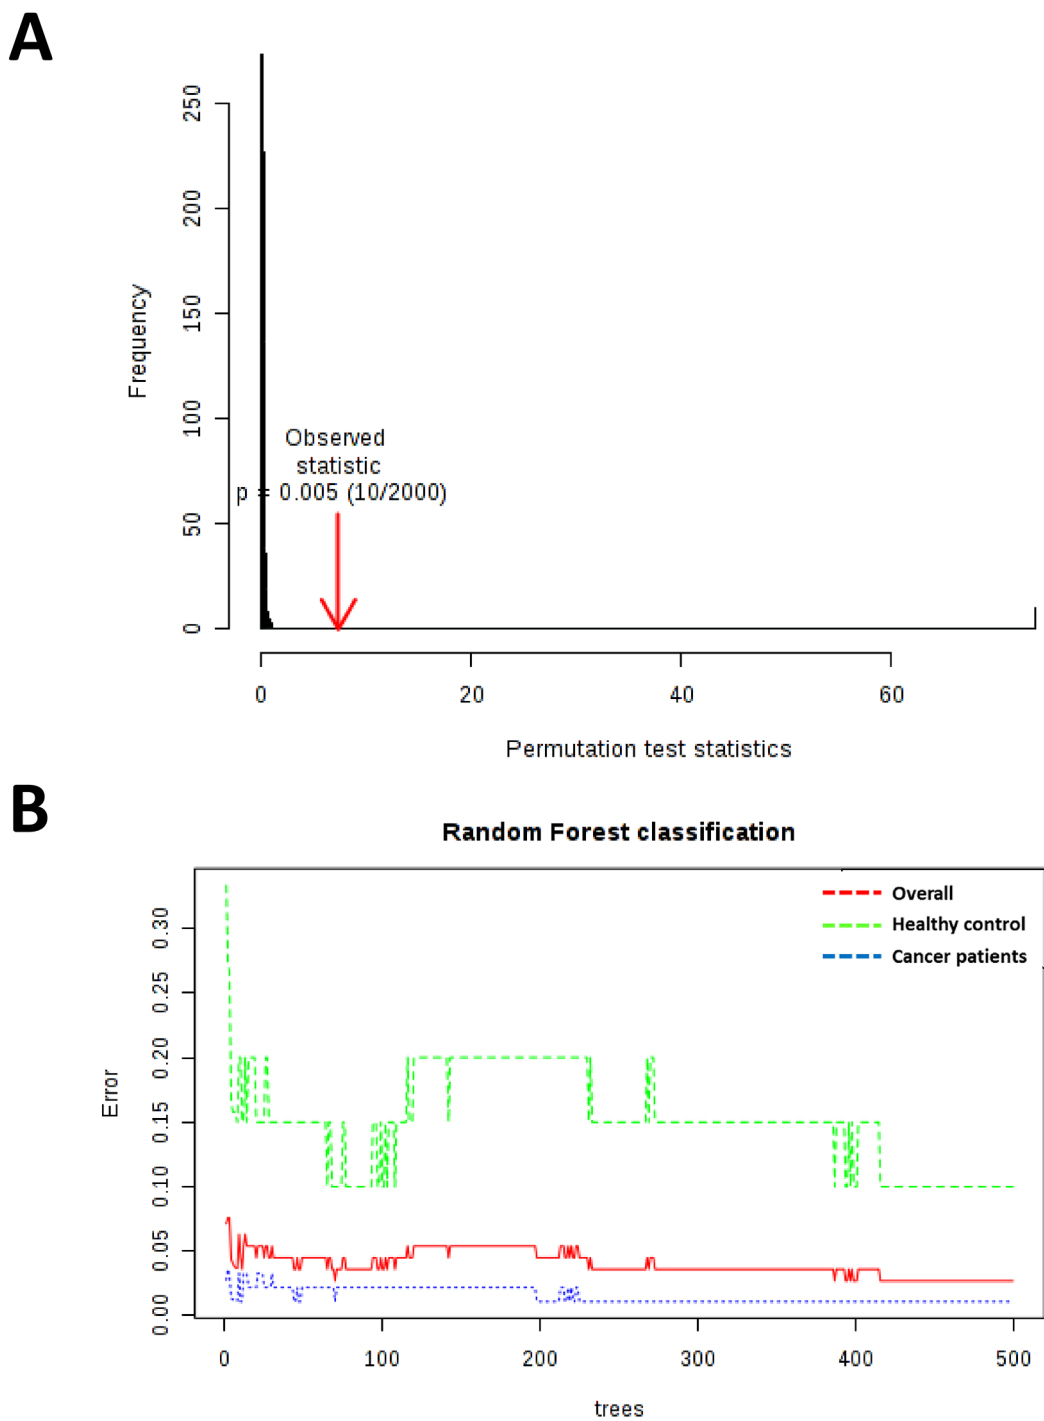 A
250
200
150
100
50
0
Frequency
Observed
statistic
p = 0.005 (10/2000)
0 20 40 60
Permutation test statistics
B
Random Forest classification
Overall
Healthy control
Cancer patients
0.30
0.25
0.20
0.15
0.10
0.05
0.00
Error
0 100 200 300 400 500
trees